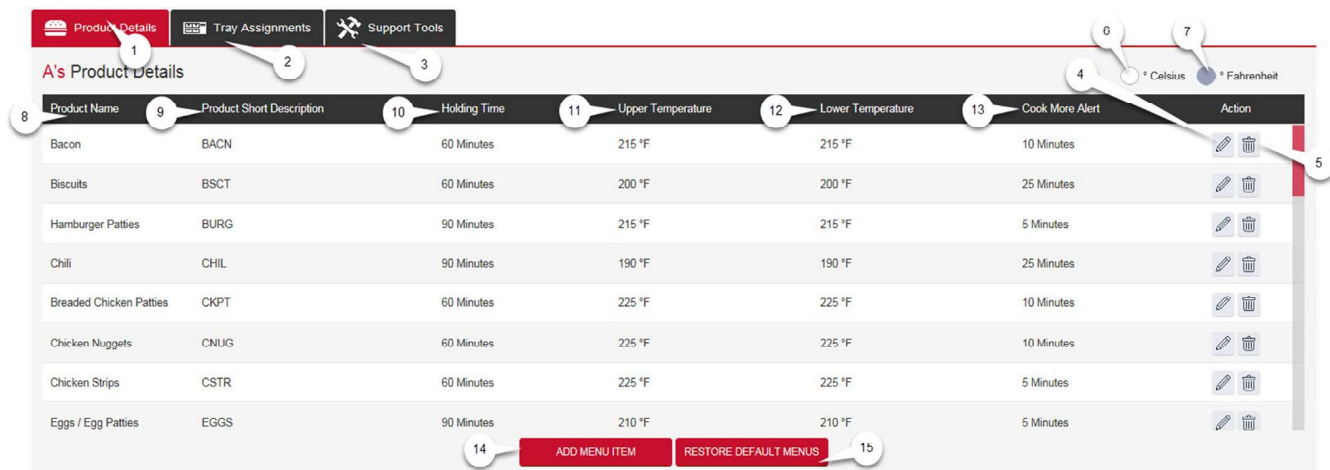 Product Details Tray Assignments Support Tools
1 2 3
6 7
A's Product Details 4 ° Celsius ° Fahrenheit
8 Product Name 9 Product Short Description 10 Holding Time 11 Upper Temperature 12 Lower Temperature 13 Cook More Alert Action
Bacon BACN 60 Minutes 215 °F 215 °F 10 Minutes 5
Biscuits BSCT 60 Minutes 200 °F 200 °F 25 Minutes
Hamburger Patties BURG 90 Minutes 215 °F 215 °F 5 Minutes
Chili CHIL 90 Minutes 190 °F 190 °F 25 Minutes
Breaded Chicken Patties CKPT 60 Minutes 225 °F 225 °F 10 Minutes
Chicken Nuggets CNUG 60 Minutes 225 °F 225 °F 10 Minutes
Chicken Strips CSTR 60 Minutes 225 °F 225 °F 5 Minutes
Eggs / Egg Patties EGGS 90 Minutes 210 °F 210 °F 5 Minutes
14 ADD MENU ITEM RESTORE DEFAULT MENUS 15